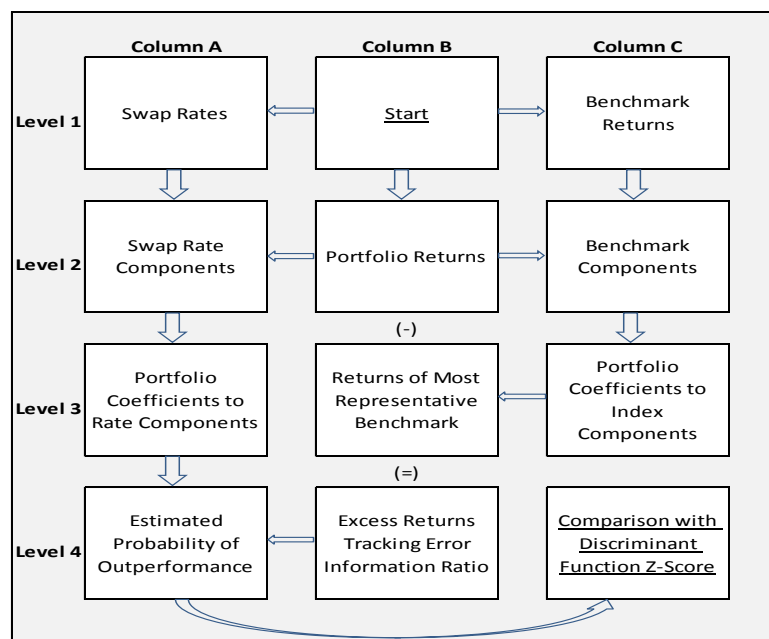 Column A Column B Column C
Level 1
Swap Rates
Start
Benchmark
Returns
Level 2
Swap Rate
Components
Portfolio Returns
Benchmark
Components
(-)
Level 3
Portfolio
Coefficients to
Rate Components
Returns of Most
Representative
Benchmark
Portfolio
Coefficients to
Index
Components
(=)
Level 4
Estimated
Probability of
Outperformance
Excess Returns
Tracking Error
Information Ratio
Comparison with
Discriminant
Function Z-Score